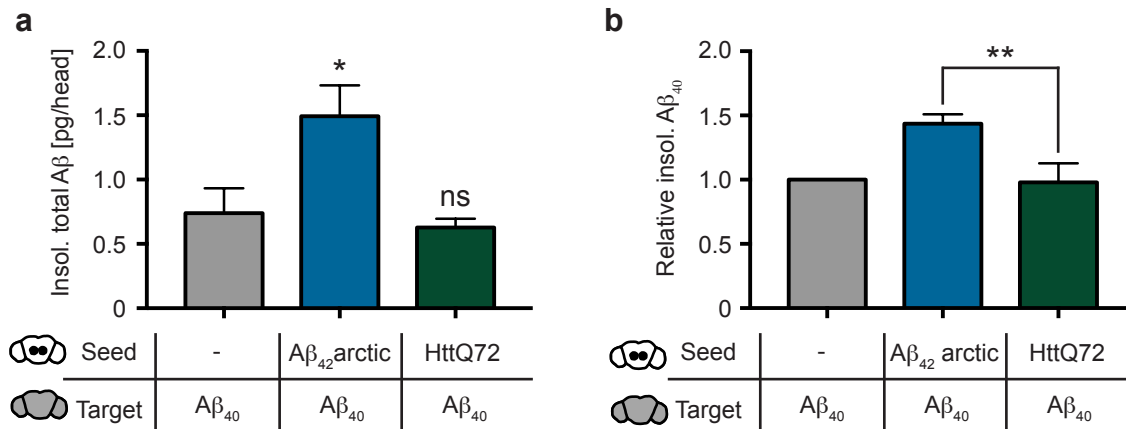 a
Insol. total Aβ [pg/head]
2.0
1.5
1.0
0.5
0
*
ns
Seed - Aβ₄₂arctic HttQ72
Target Aβ₄₀ Aβ₄₀ Aβ₄₀
b
Relative insol. Aβ₄₀
2.0
1.5
1.0
0.5
0
**
Seed - Aβ₄₂ arctic HttQ72
Target Aβ₄₀ Aβ₄₀ Aβ₄₀